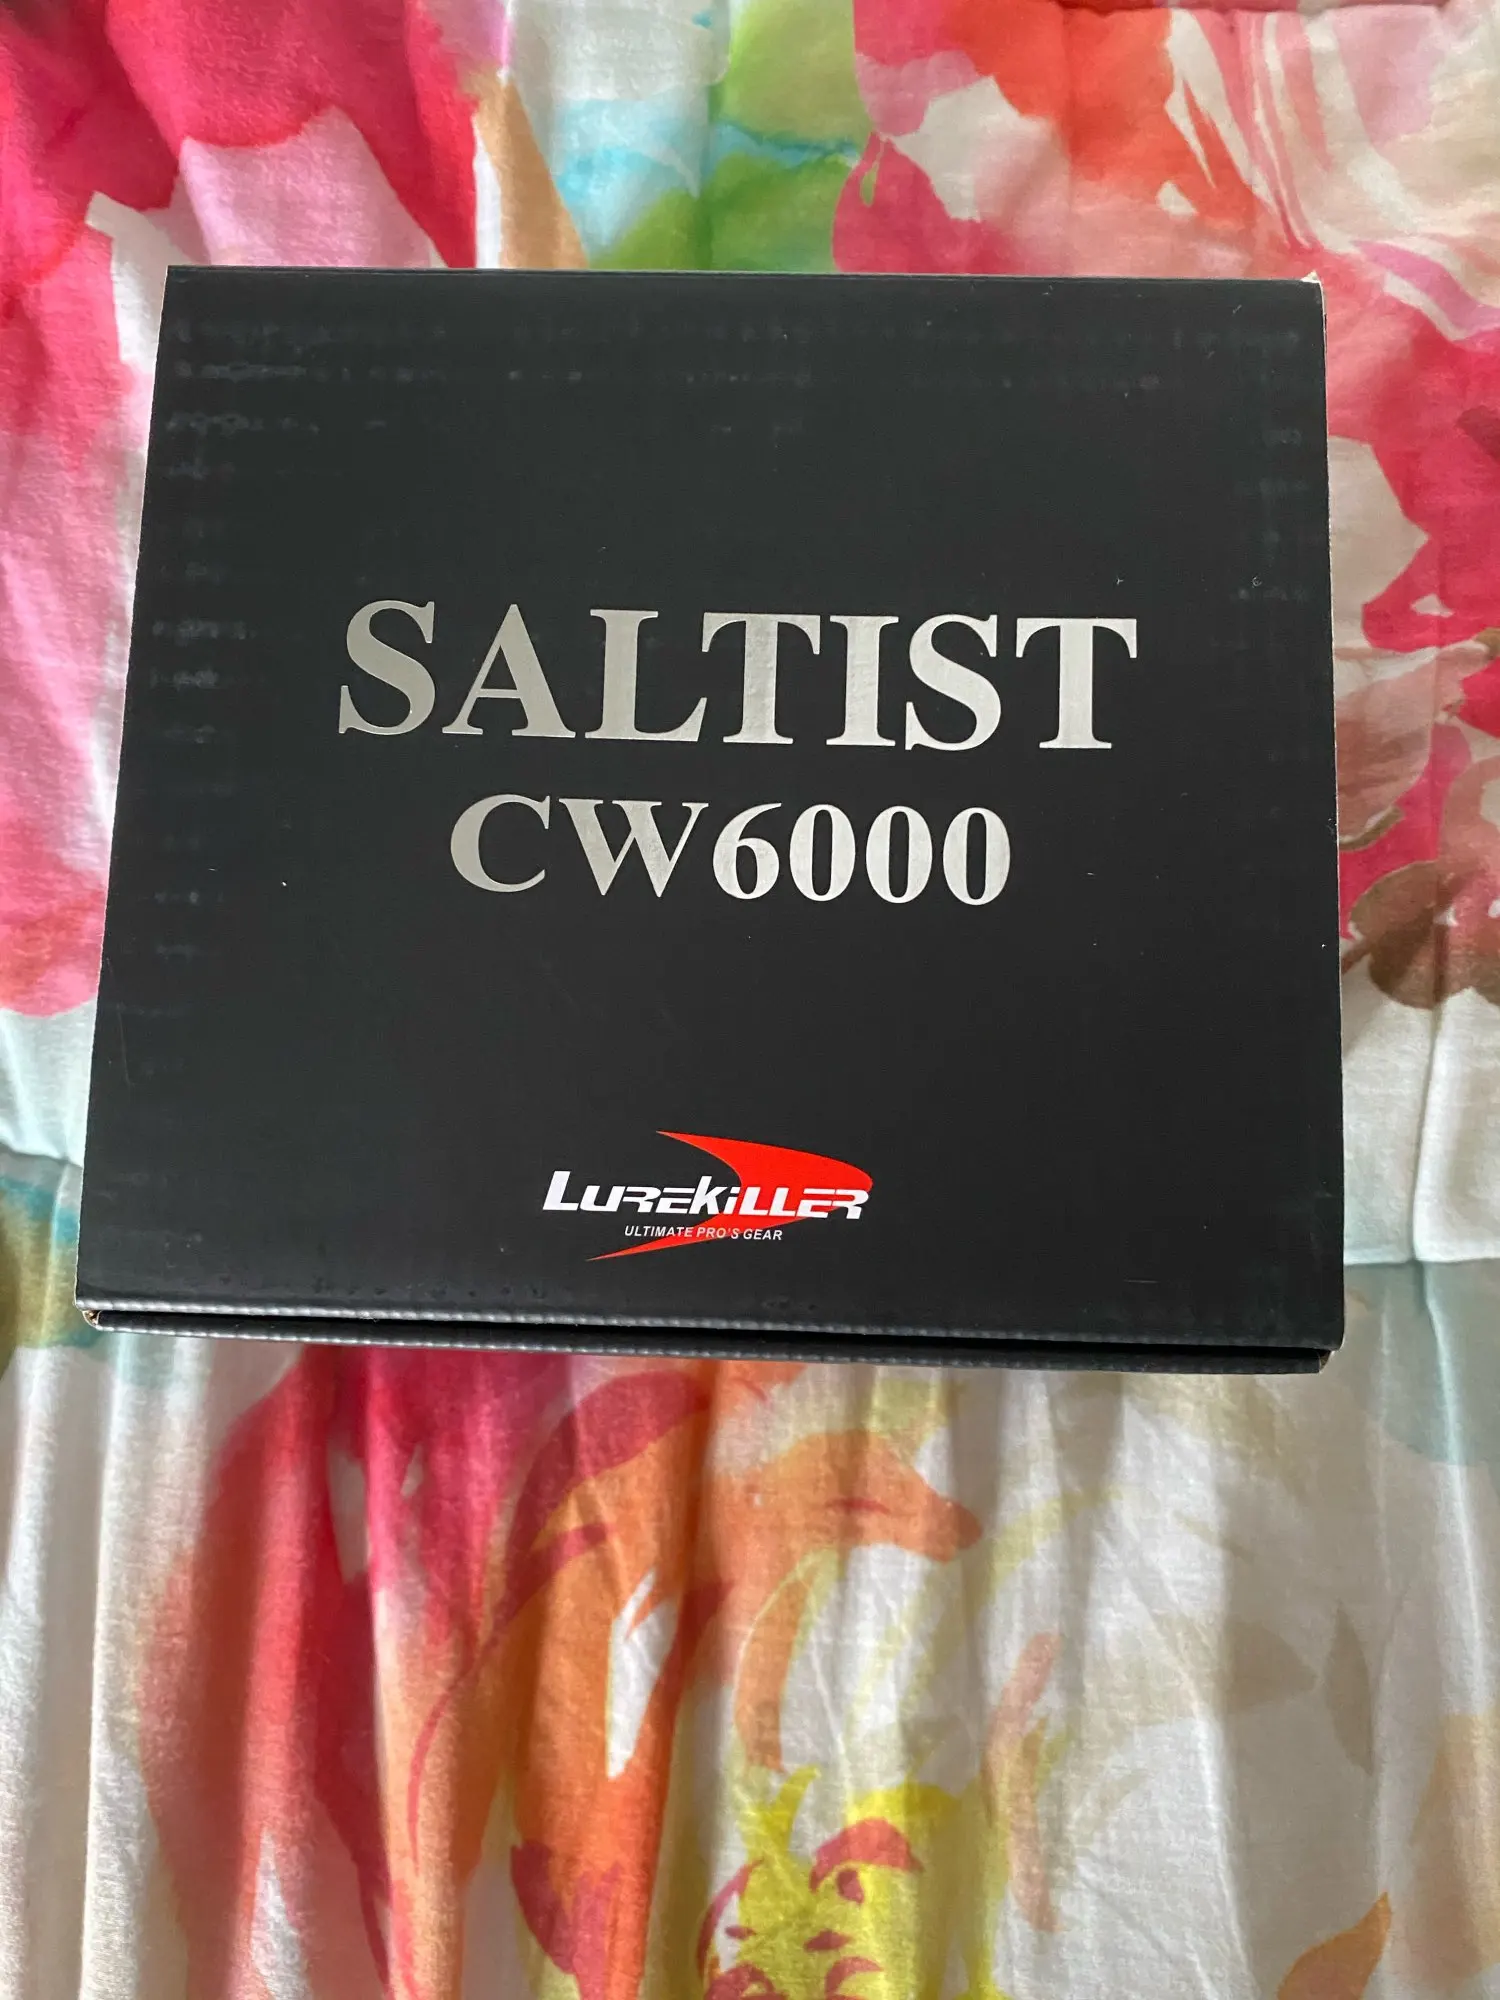 SALTIST
CW6000
LUREKILLER
ULTIMATE PRO'S GEAR